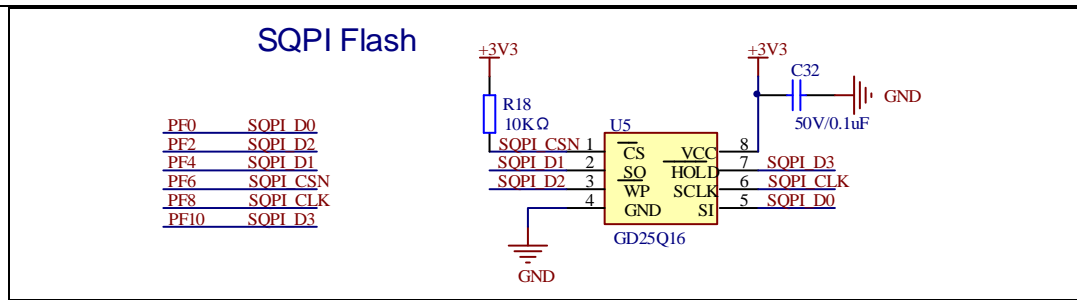 SQPI Flash
+3V3
+3V3
C32
GND
50V/0.1uF
R18
10KΩ
U5
PF0 SQPI_D0
PF2 SQPI_D2
PF4 SQPI_D1
PF6 SQPI_CSN
PF8 SQPI_CLK
PF10 SQPI_D3
SQPI_CSN 1 CS VCC 8
SQPI_D1 2 SO HOLD 7 SQPI_D3
SQPI_D2 3 WP SCLK 6 SQPI_CLK
4 GND SI 5 SQPI_D0
GD25Q16
GND